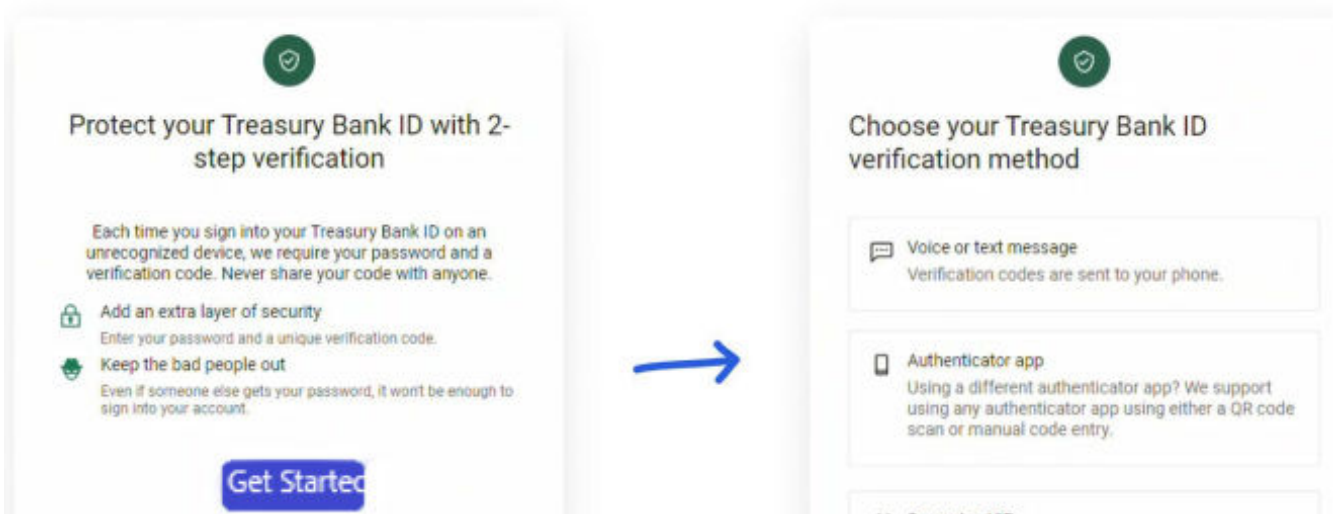 Protect your Treasury Bank ID with 2-
step verification
Each time you sign into your Treasury Bank ID on an
unrecognized device, we require your password and a
verification code. Never share your code with anyone.
Add an extra layer of security
Enter your password and a unique verification code.
Keep the bad people out
Even if someone else gets your password, it won't be enough to
sign into your account.
Get Started
Choose your Treasury Bank ID
verification method
Voice or text message
Verification codes are sent to your phone.
Authenticator app
Using a different authenticator app? We support
using any authenticator app using either a QR code
scan or manual code entry.